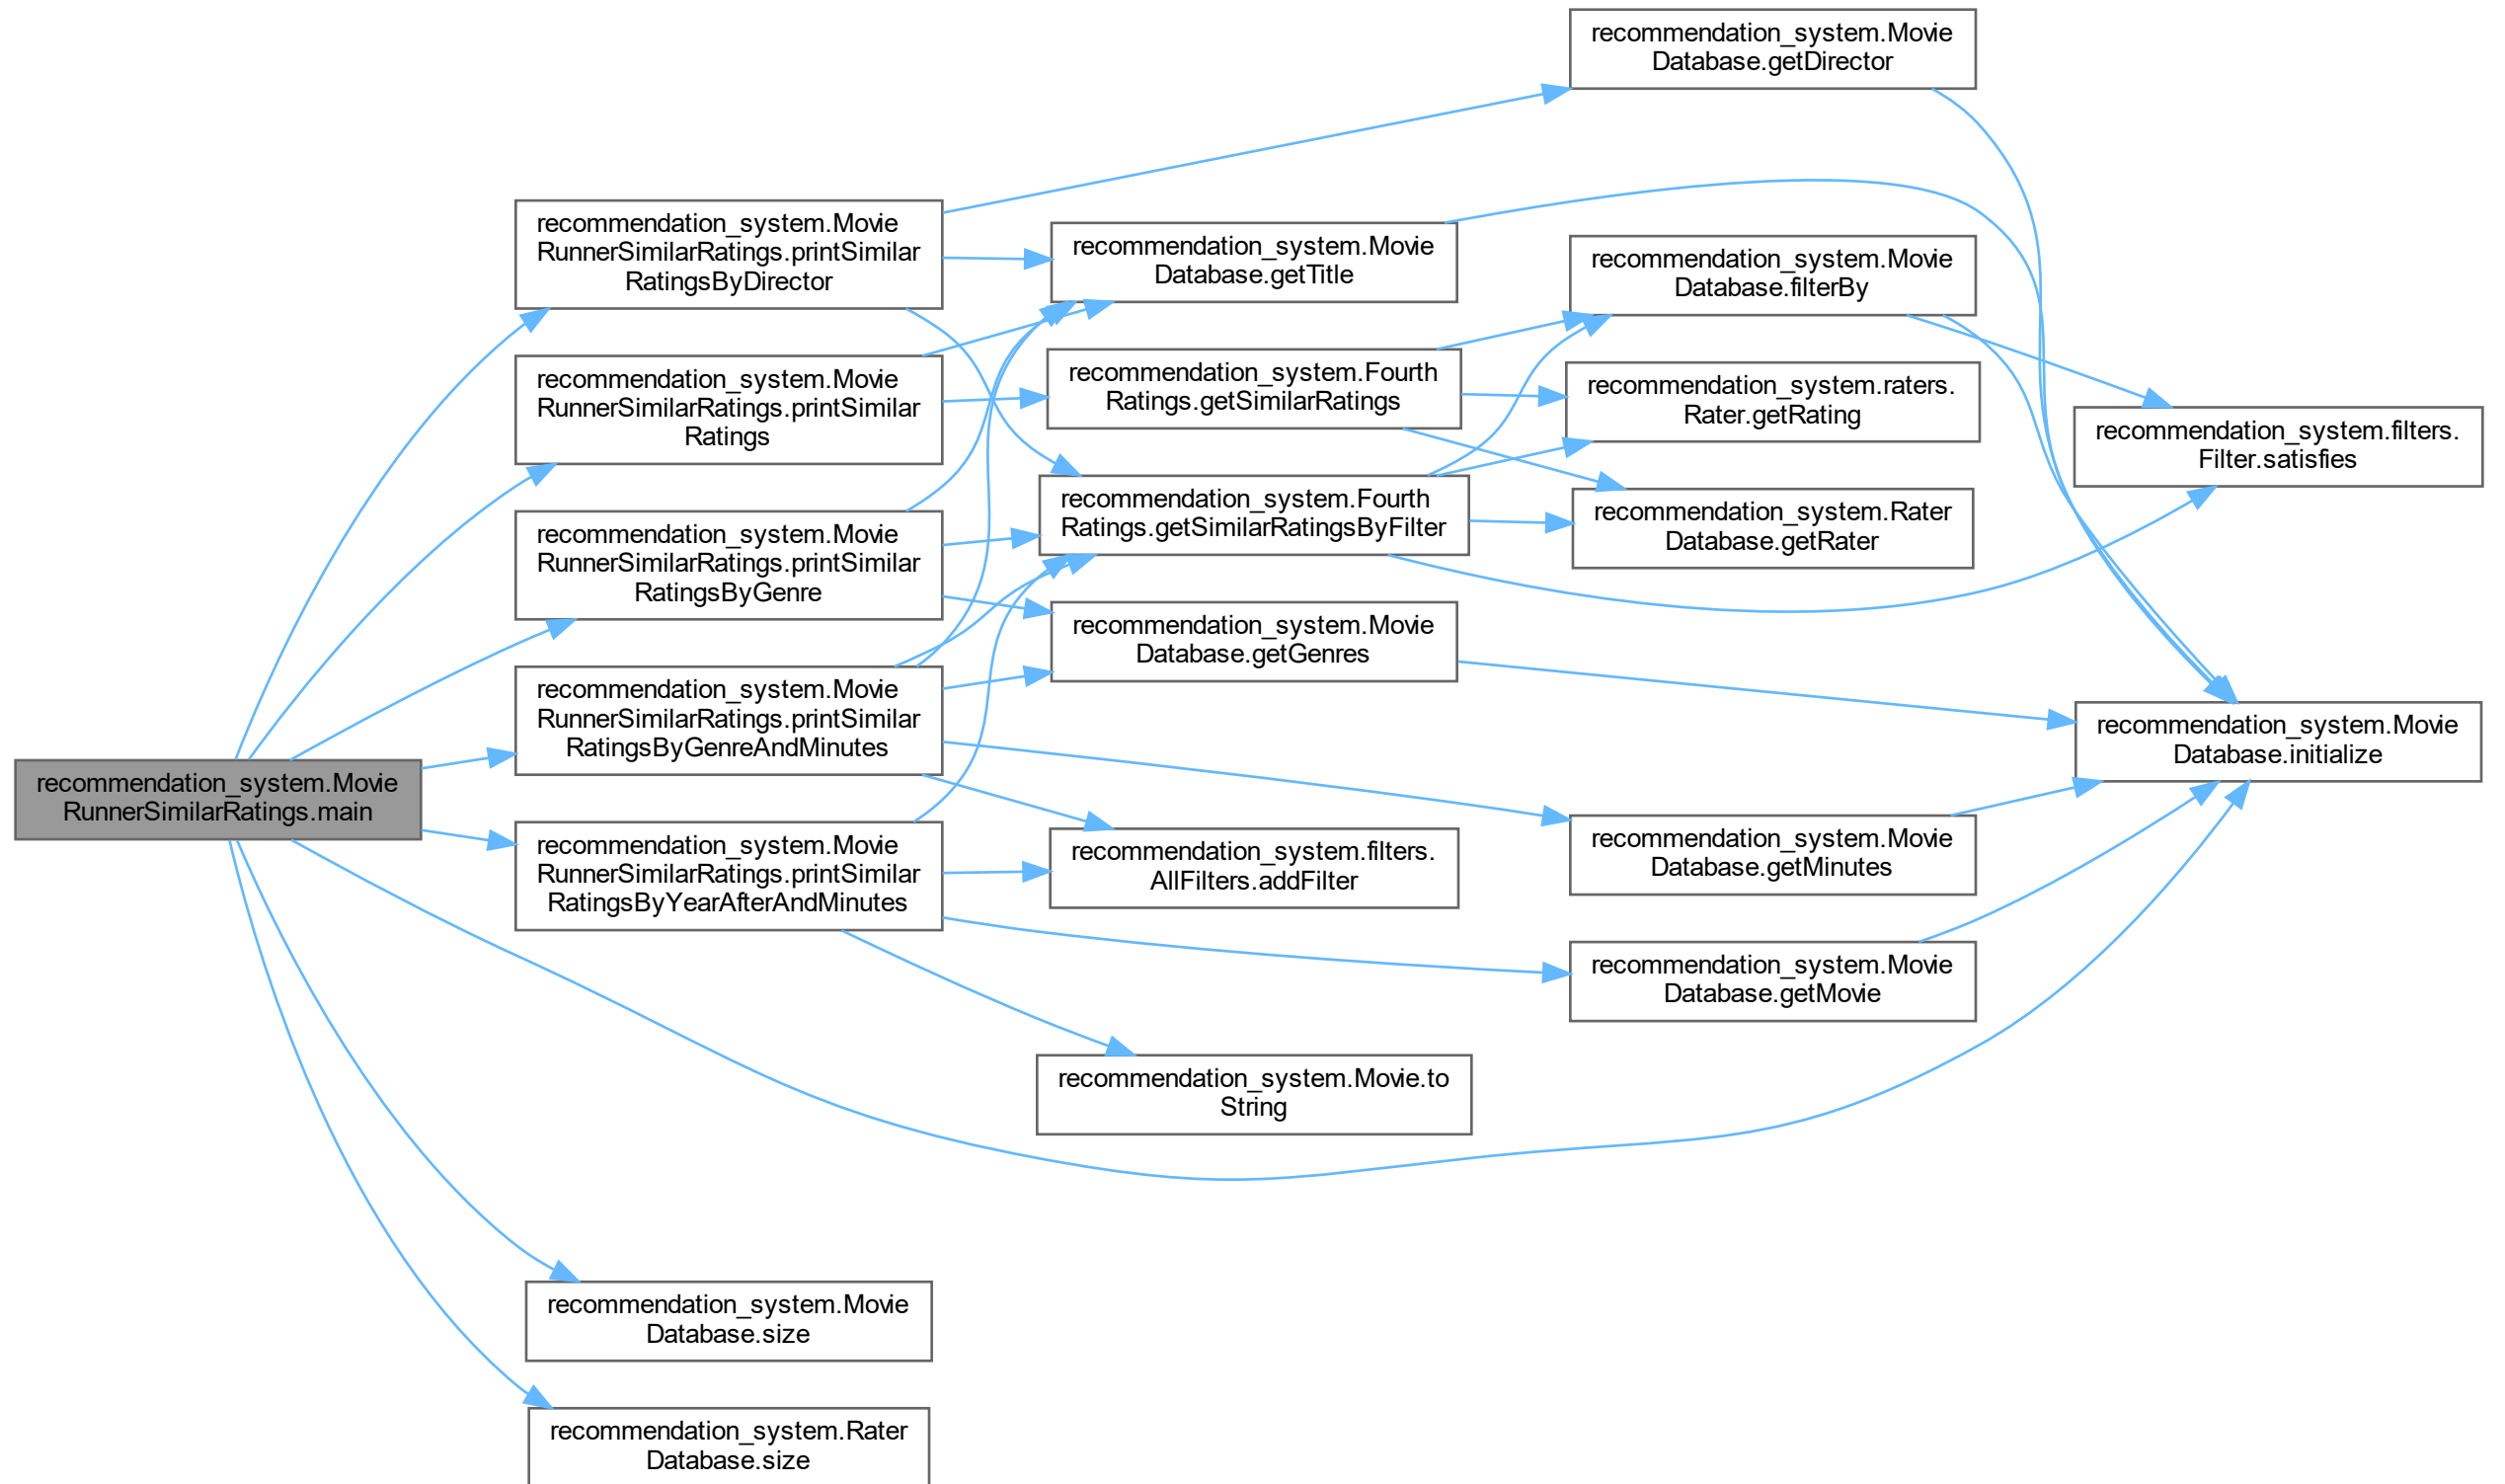 recommendation_system.Movie
RunnerSimilarRatings.main
recommendation_system.Movie
RunnerSimilarRatings.printSimilar
RatingsByDirector
recommendation_system.Movie
RunnerSimilarRatings.printSimilar
Ratings
recommendation_system.Movie
RunnerSimilarRatings.printSimilar
RatingsByGenre
recommendation_system.Movie
RunnerSimilarRatings.printSimilar
RatingsByGenreAndMinutes
recommendation_system.Movie
RunnerSimilarRatings.printSimilar
RatingsByYearAfterAndMinutes
recommendation_system.Movie
Database.size
recommendation_system.Rater
Database.size
recommendation_system.Movie
Database.getTitle
recommendation_system.Fourth
Ratings.getSimilarRatings
recommendation_system.Fourth
Ratings.getSimilarRatingsByFilter
recommendation_system.Movie
Database.getGenres
recommendation_system.filters.
AllFilters.addFilter
recommendation_system.Movie.to
String
recommendation_system.Movie
Database.getDirector
recommendation_system.Movie
Database.filterBy
recommendation_system.raters.
Rater.getRating
recommendation_system.Rater
Database.getRater
recommendation_system.Movie
Database.getMinutes
recommendation_system.Movie
Database.getMovie
recommendation_system.filters.
Filter.satisfies
recommendation_system.Movie
Database.initialize